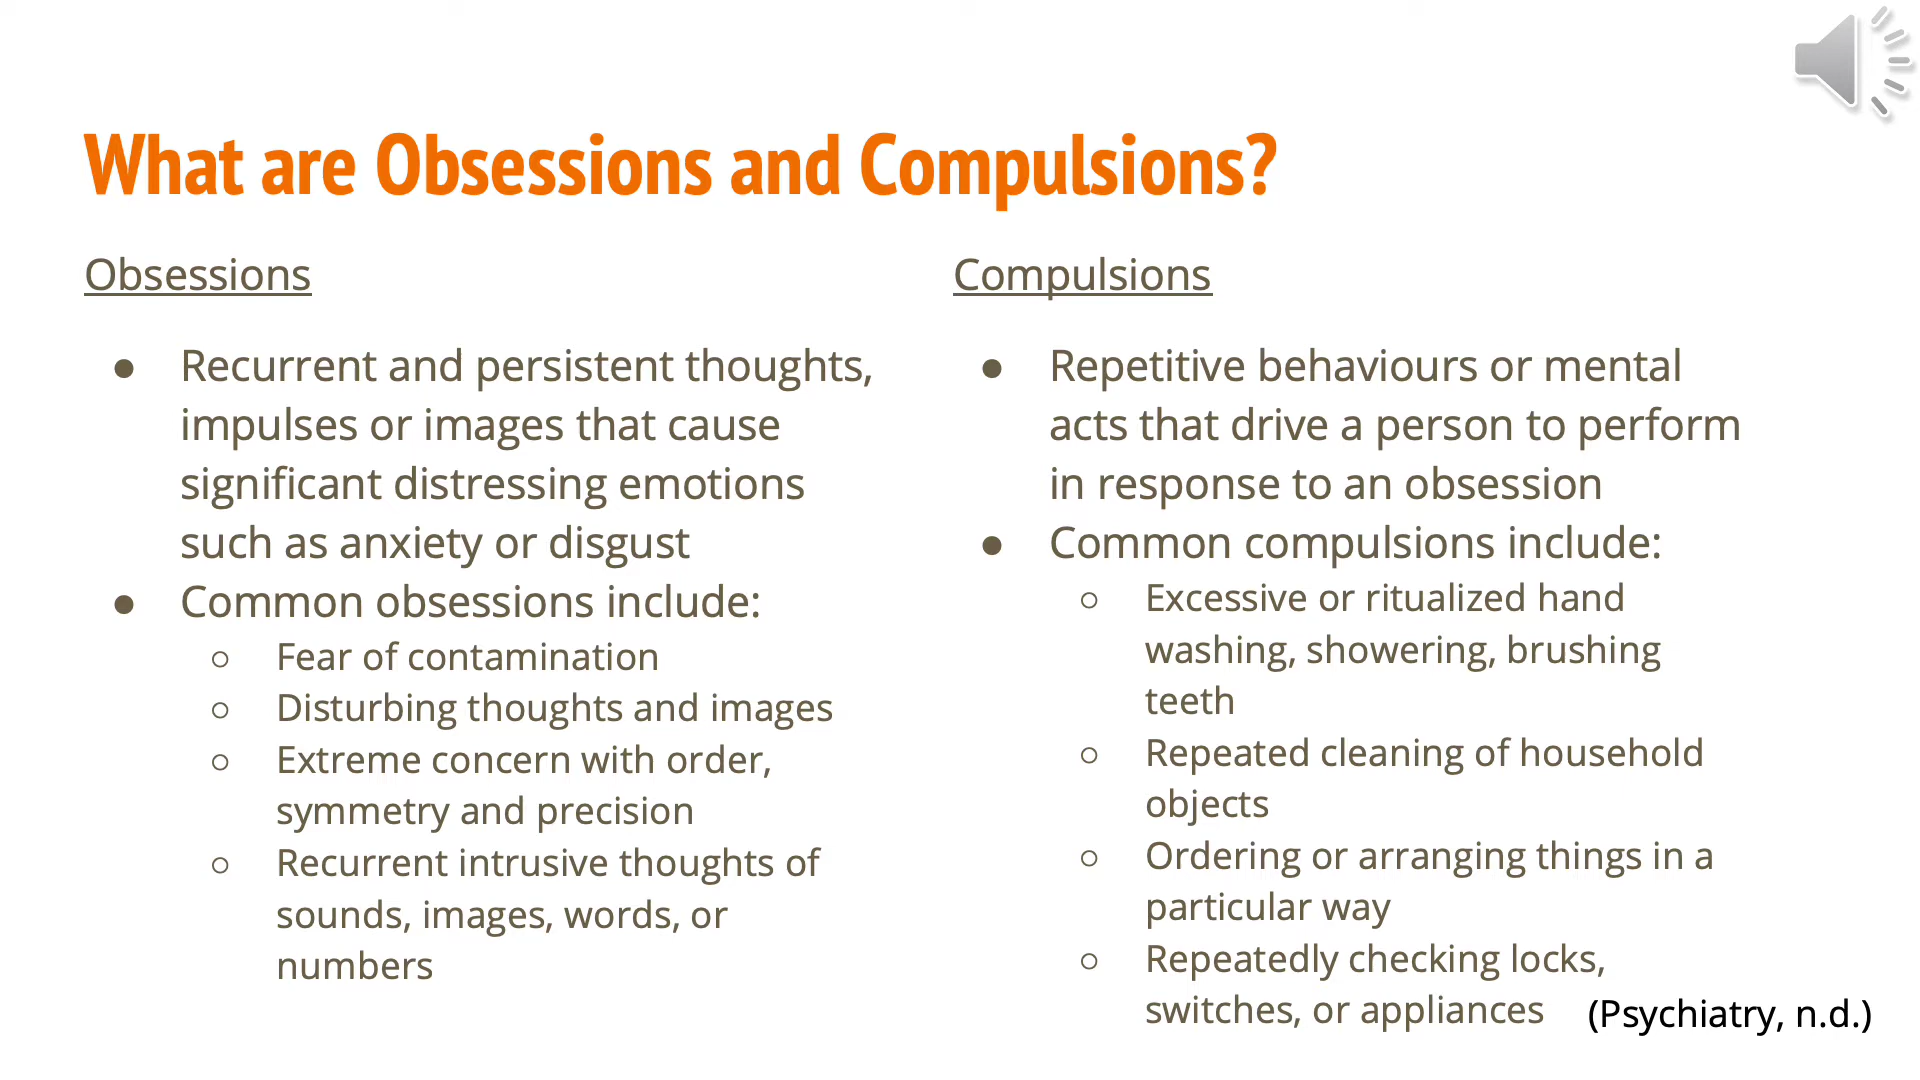 What are Obsessions and Compulsions?
Obsessions
● Recurrent and persistent thoughts,
impulses or images that cause
significant distressing emotions
such as anxiety or disgust
● Common obsessions include:
○ Fear of contamination
○ Disturbing thoughts and images
○ Extreme concern with order,
symmetry and precision
○ Recurrent intrusive thoughts of
sounds, images, words, or
numbers
Compulsions
● Repetitive behaviours or mental
acts that drive a person to perform
in response to an obsession
● Common compulsions include:
○ Excessive or ritualized hand
washing, showering, brushing
teeth
○ Repeated cleaning of household
objects
○ Ordering or arranging things in a
particular way
○ Repeatedly checking locks,
switches, or appliances
(Psychiatry, n.d.)